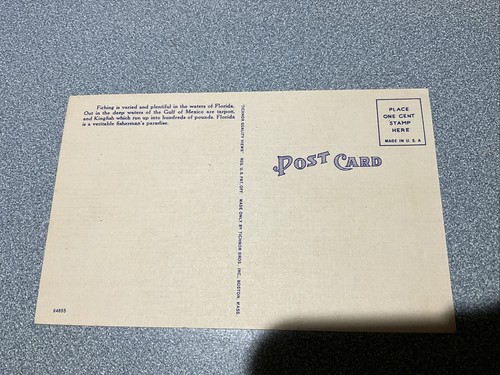 Fishing is varied and plentiful in the waters of Florida.
Out in the deep waters of the Gulf of Mexico are tarpon,
and Kingfish which run up into hundreds of pounds. Florida
is a veritable fisherman's paradise.
TICHNOR QUALITY VIEWS REG. U.S. PAT. OFF. MADE ONLY BY TICHNOR BROS., INC., BOSTON, MASS.
POST CARD
PLACE
ONE CENT
STAMP
HERE
MADE IN U.S.A
64855